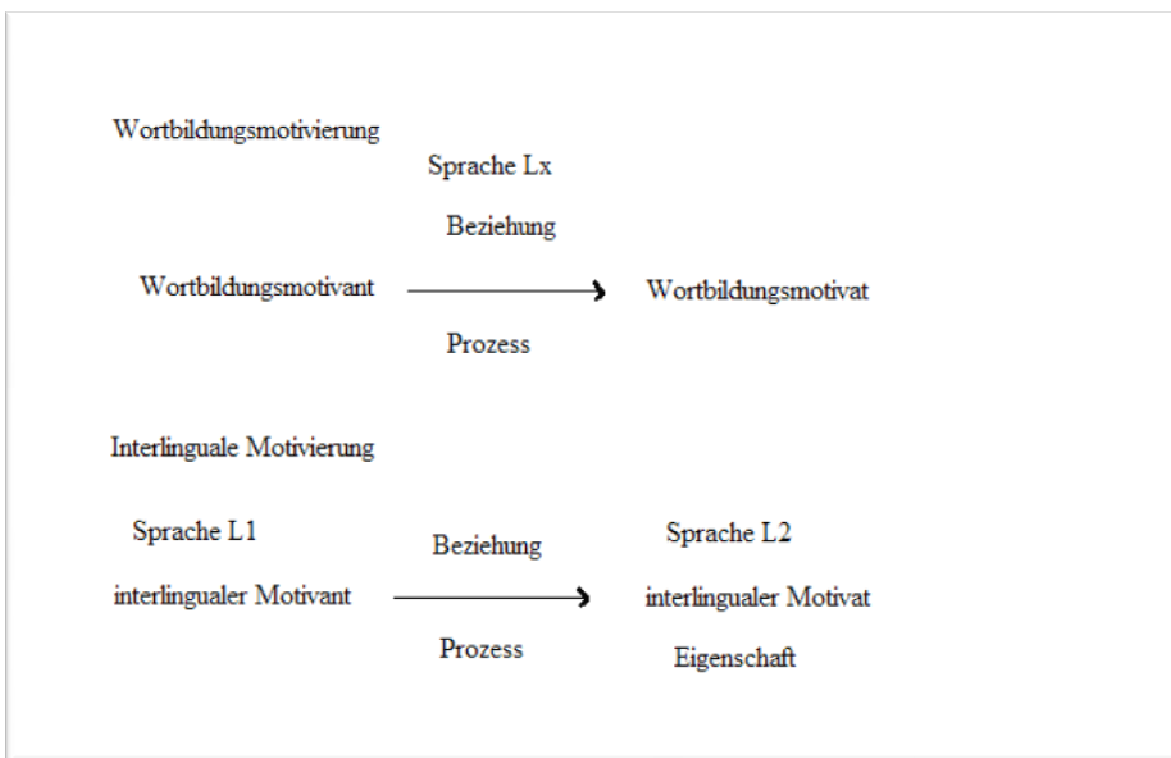 Wortbildungsmotivierung
Sprache Lx
Beziehung
Wortbildungsmotivant
Wortbildungsmotivat
Prozess
Interlinguale Motivierung
Sprache L1
Beziehung
Sprache L2
interlingualer Motivant
interlingualer Motivat
Prozess
Eigenschaft